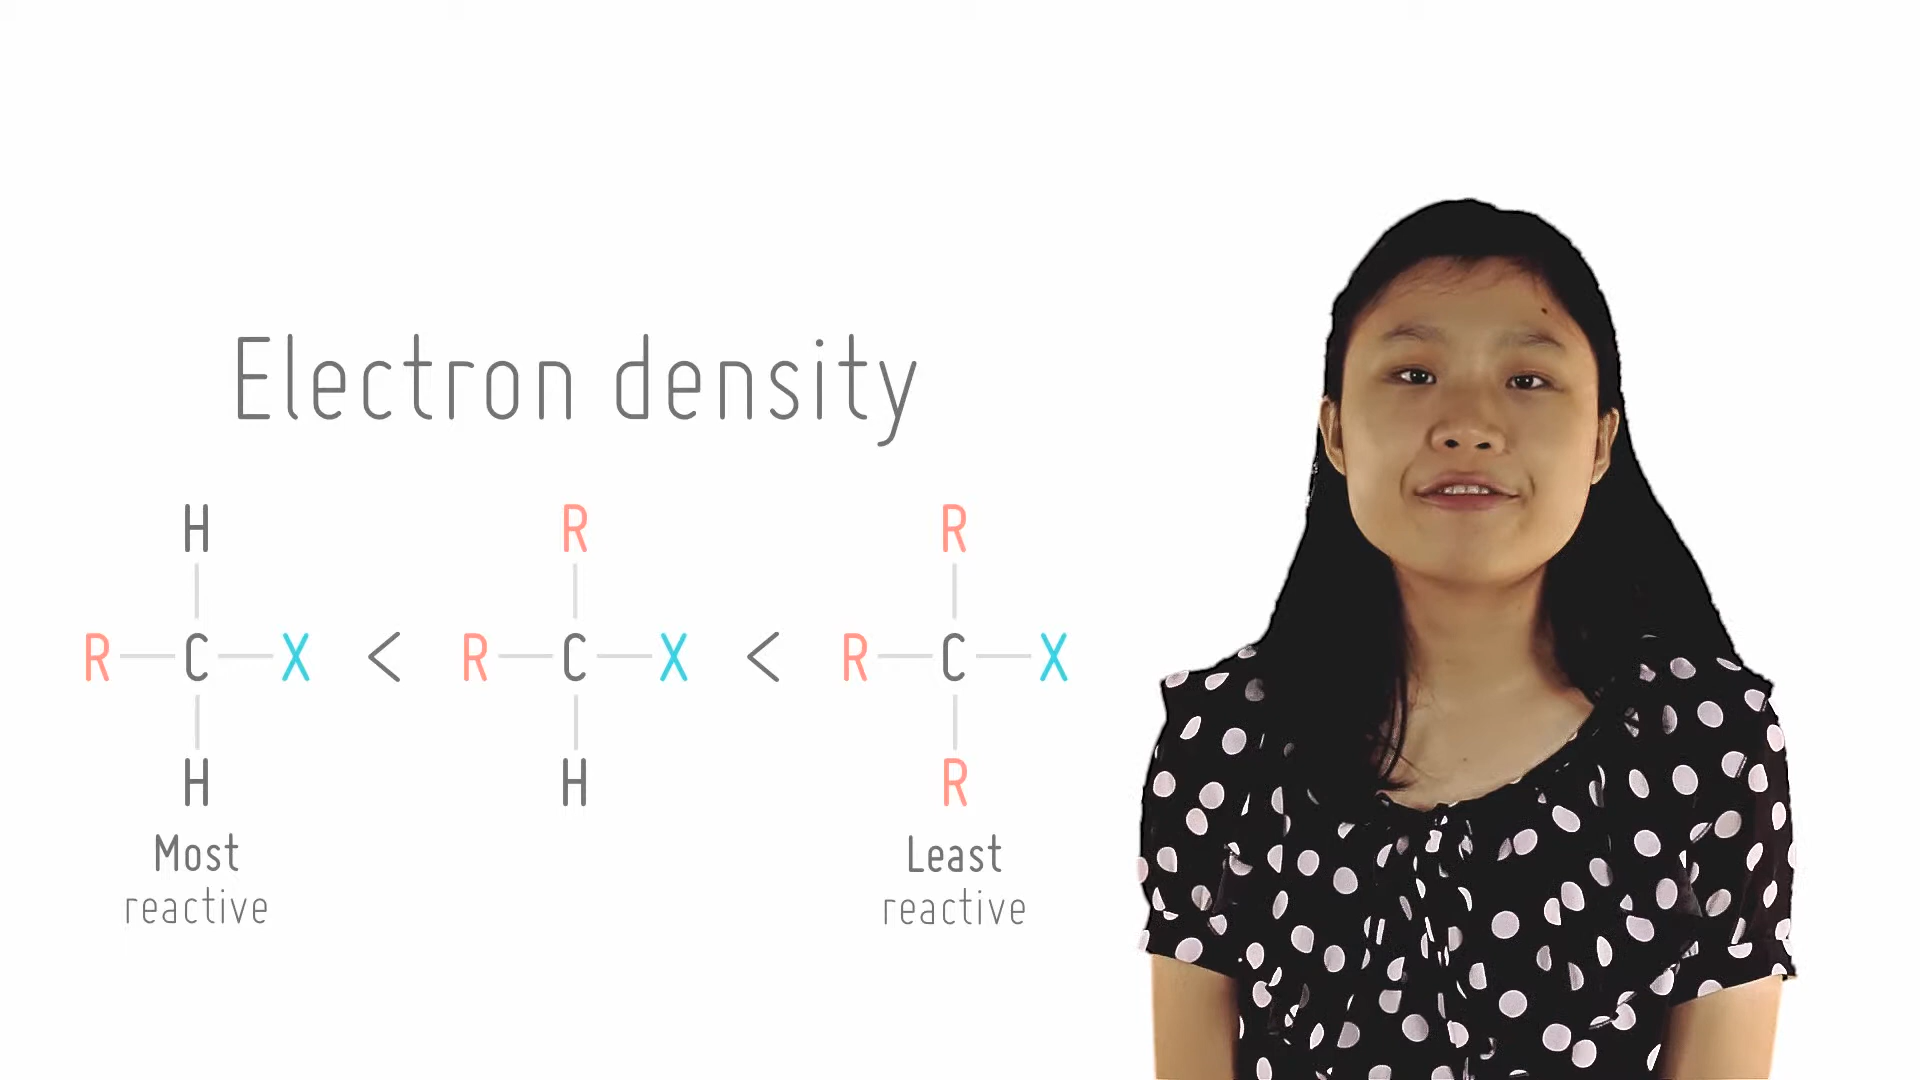 Electron density
H R R
R C X < R C X < R C X
H H R
Most Least
reactive reactive